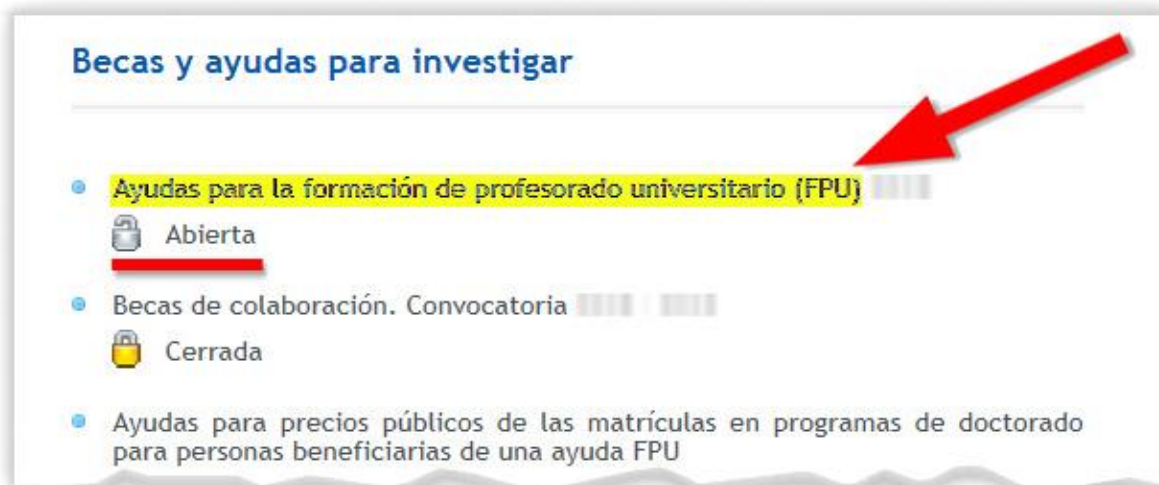 Becas y ayudas para investigar
Ayudas para la formación de profesorado universitario (FPU)
Abierta
Becas de colaboración. Convocatoria
Cerrada
Ayudas para precios públicos de las matrículas en programas de doctorado
para personas beneficiarias de una ayuda FPU